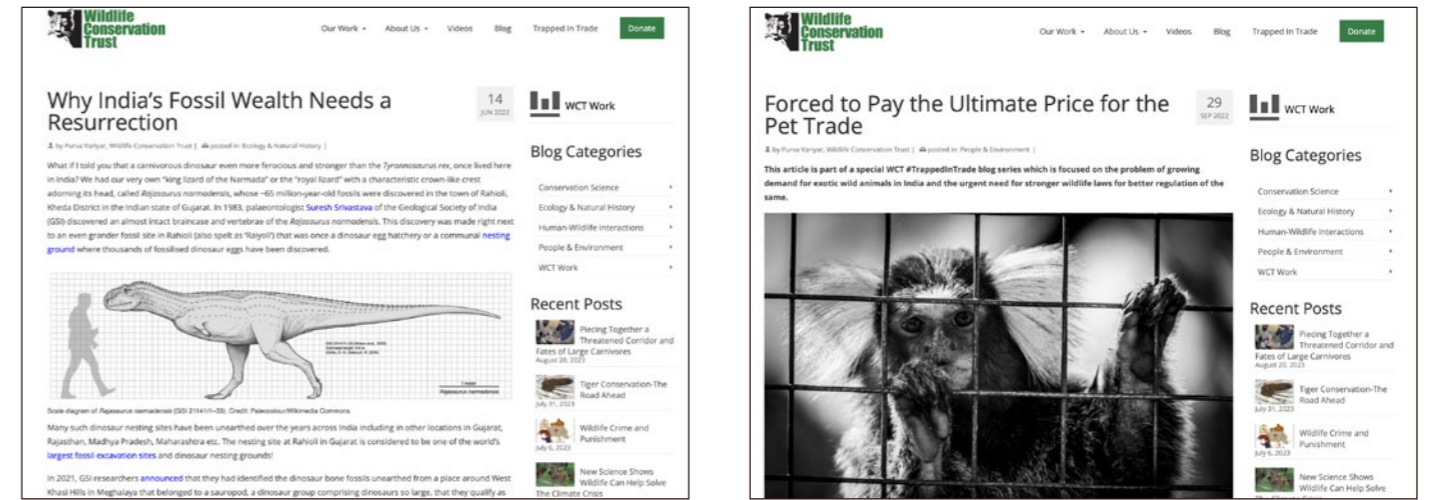 Wildlife
Conservation
Trust
Our Work
About Us
Videos
Blog
Trapped In Trade
Donate
Why India's Fossil Wealth Needs a
Resurrection
14
JUN 2022
by Purva Variyar, Wildlife Conservation Trust | posted in: Ecology & Natural History |
What if I told you that a carnivorous dinosaur even more ferocious and stronger than the Tyrannosaurus rex, once lived here
in India? We had our very own "king lizard of the Narmada" or the "royal lizard" with a characteristic crown-like crest
adorning its head, called Rajasaurus narmadensis, whose ~65 million-year-old fossils were discovered in the town of Rahioli,
Kheda District in the Indian state of Gujarat. In 1983, palaeontologist Suresh Srivastava of the Geological Society of India
(GSI) discovered an almost intact braincase and vertebrae of the Rajasaurus narmadensis. This discovery was made right next
to an even grander fossil site in Rahioli (also spelt as 'Raiyoli') that was once a dinosaur egg hatchery or a communal nesting
ground where thousands of fossilised dinosaur eggs have been discovered.
1 meter
Rajasaurus narmadensis
Scale diagram of Rajasaurus narmadensis (GSI 21141/1–33), Credit: Paleocolour/Wikimedia Commons
Many such dinosaur nesting sites have been unearthed over the years across India including in other locations in Gujarat,
Rajasthan, Madhya Pradesh, Maharashtra etc. The nesting site at Rahioli in Gujarat is considered to be one of the world's
largest fossil excavation sites and dinosaur nesting grounds!
In 2021, GSI researchers announced that they had identified the dinosaur bone fossils unearthed from a place around West
Khasi Hills in Meghalaya that belonged to a sauropod, a dinosaur group comprising dinosaurs so large, that they qualify as
WCT Work
Blog Categories
Conservation Science
Ecology & Natural History
Human-Wildlife Interactions
People & Environment
WCT Work
Recent Posts
Piecing Together a
Threatened Corridor and
Fates of Large Carnivores
August 20, 2023
Tiger Conservation-The
Road Ahead
July 31, 2023
Wildlife Crime and
Punishment
July 6, 2023
New Science Shows
Wildlife Can Help Solve
The Climate Crisis
Wildlife
Conservation
Trust
Our Work
About Us
Videos
Blog
Trapped In Trade
Donate
Forced to Pay the Ultimate Price for the
Pet Trade
29
SEP 2022
by Purva Variyar, Wildlife Conservation Trust | posted in: People & Environment |
This article is part of a special WCT #TrappedInTrade blog series which is focused on the problem of growing
demand for exotic wild animals in India and the urgent need for stronger wildlife laws for better regulation of the
same.
WCT Work
Blog Categories
Conservation Science
Ecology & Natural History
Human-Wildlife Interactions
People & Environment
WCT Work
Recent Posts
Piecing Together a
Threatened Corridor and
Fates of Large Carnivores
August 20, 2023
Tiger Conservation-The
Road Ahead
July 31, 2023
Wildlife Crime and
Punishment
July 6, 2023
New Science Shows
Wildlife Can Help Solve